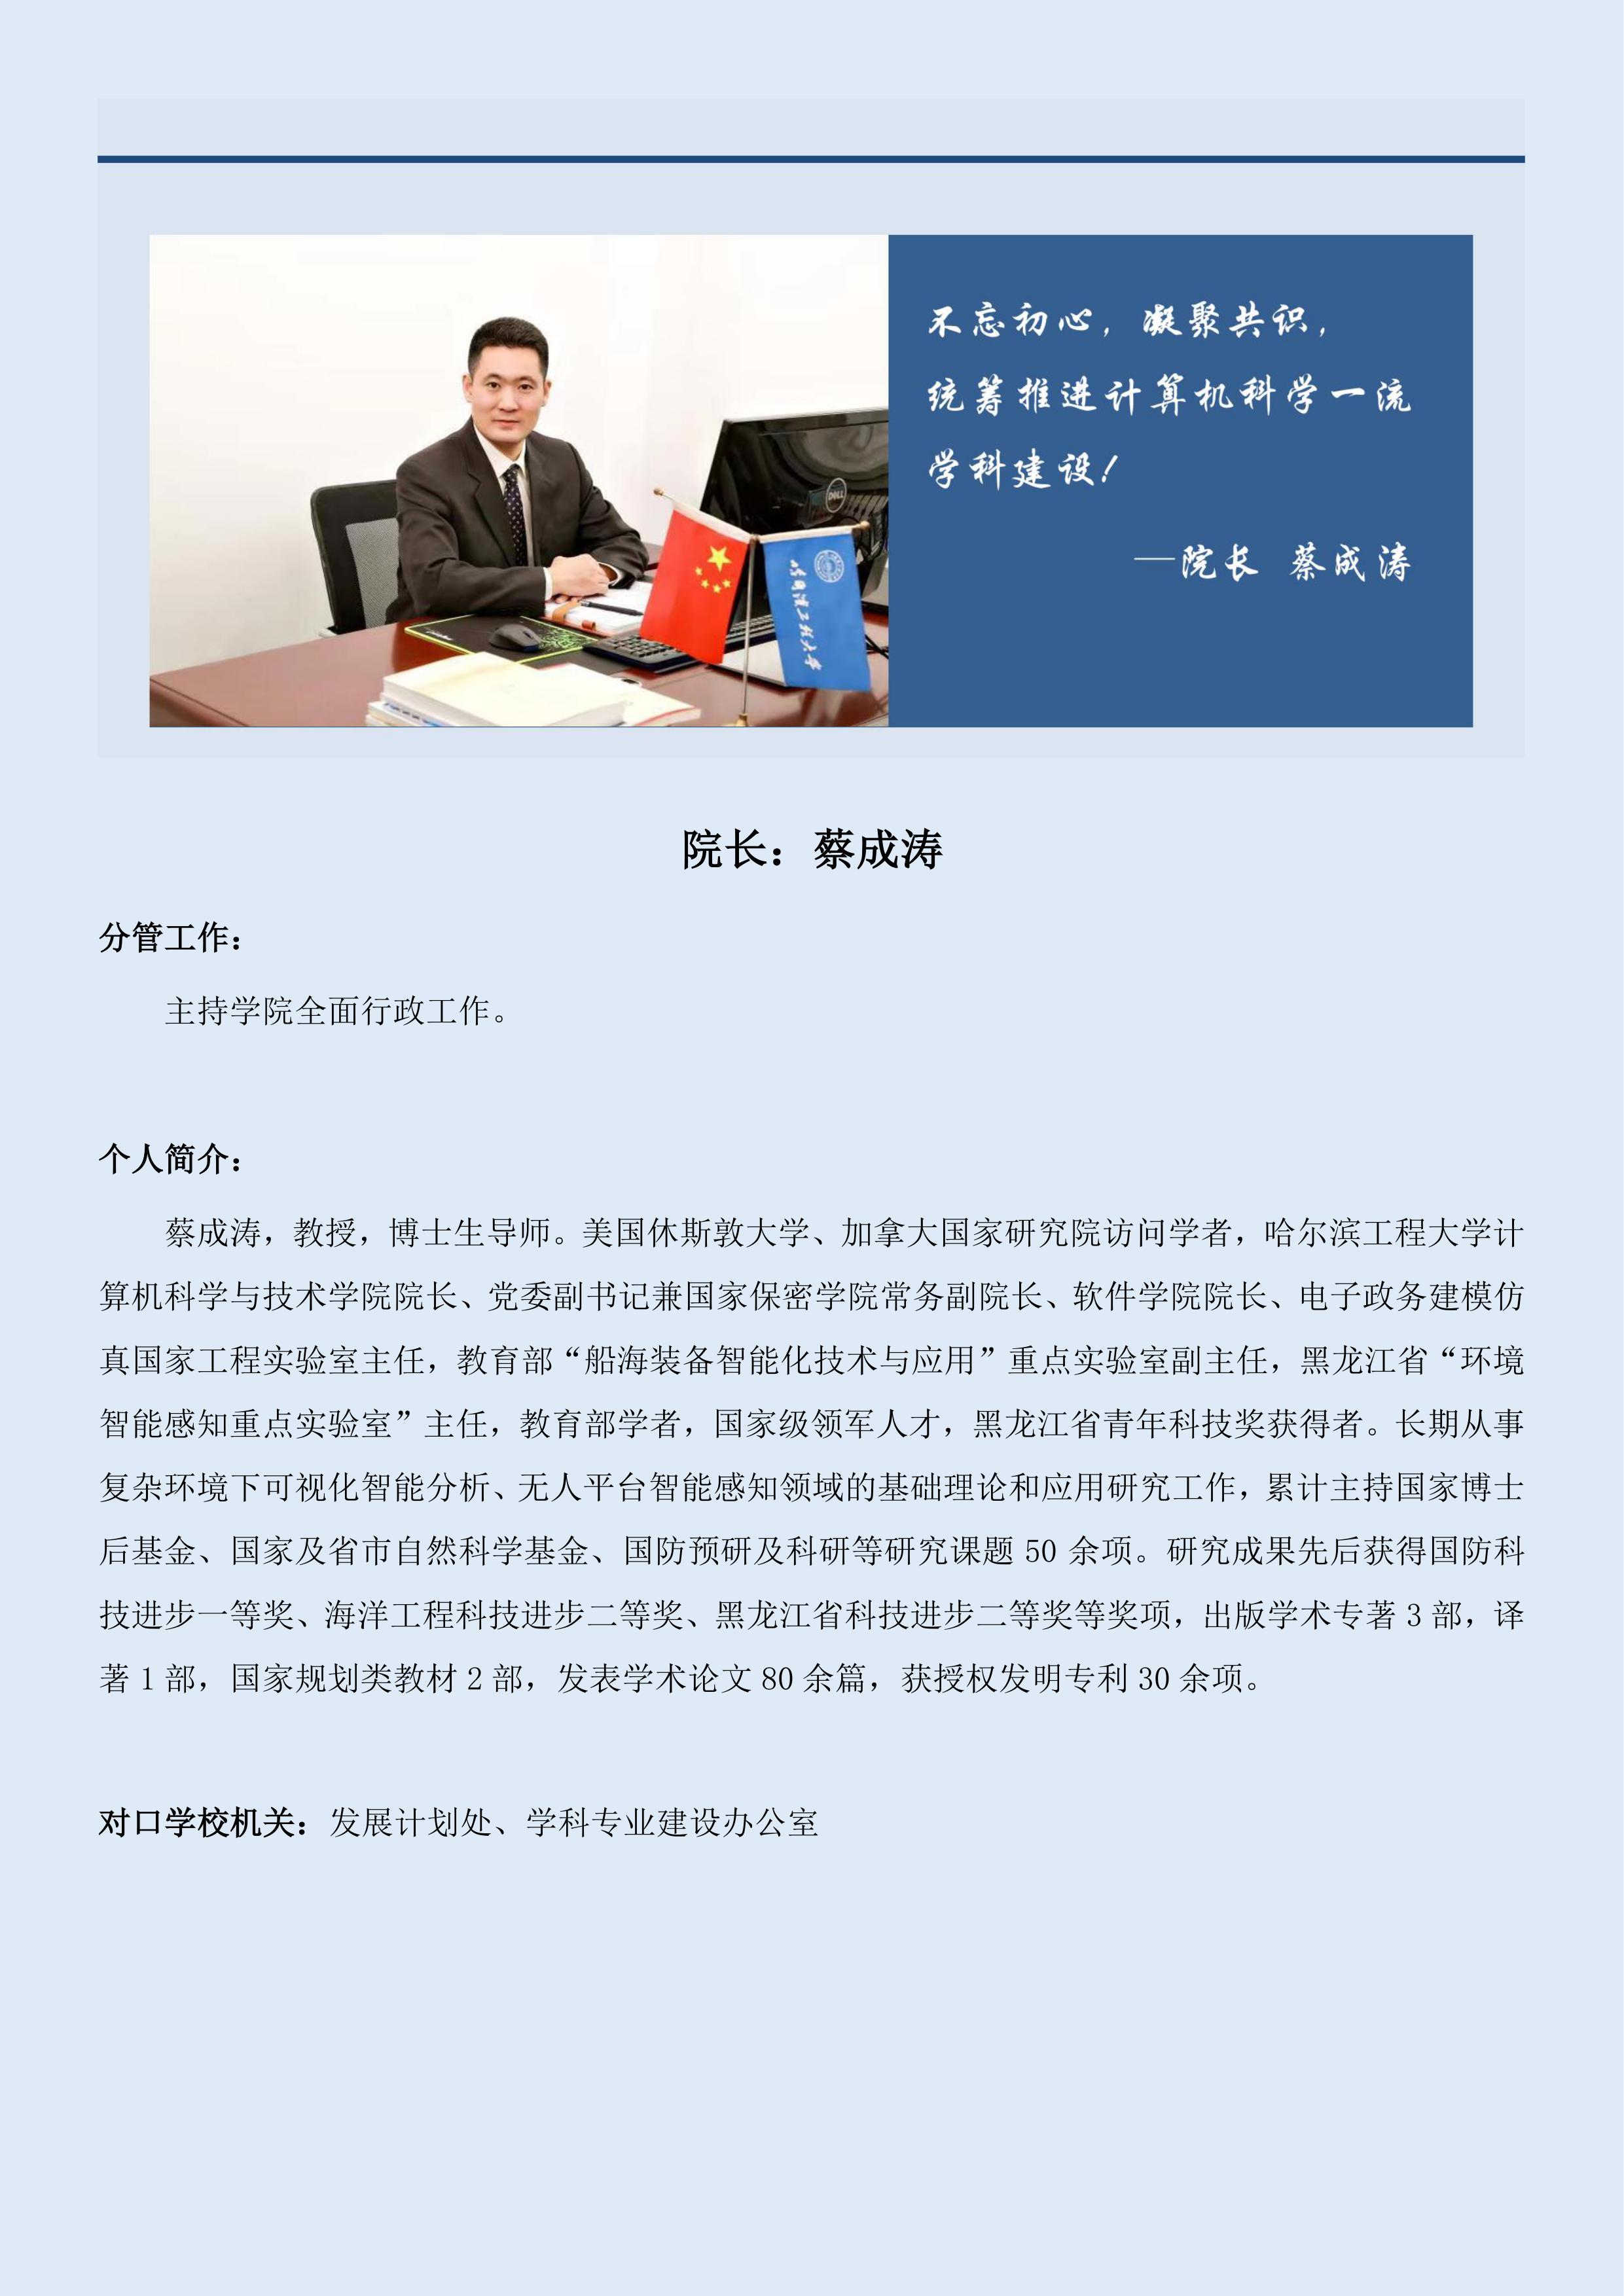 不忘初心，凝聚共识，
统筹推进计算机科学一流
学科建设！
—院长 蔡成涛
DELL
哈尔滨工程大学
院长：蔡成涛
分管工作：
主持学院全面行政工作。
个人简介：
蔡成涛，教授，博士生导师。美国休斯敦大学、加拿大国家研究院访问学者，哈尔滨工程大学计
算机科学与技术学院院长、党委副书记兼国家保密学院常务副院长、软件学院院长、电子政务建模仿
真国家工程实验室主任，教育部“船海装备智能化技术与应用”重点实验室副主任，黑龙江省“环境
智能感知重点实验室”主任，教育部学者，国家级领军人才，黑龙江省青年科技奖获得者。长期从事
复杂环境下可视化智能分析、无人平台智能感知领域的基础理论和应用研究工作，累计主持国家博士
后基金、国家及省市自然科学基金、国防预研及科研等研究课题 50 余项。研究成果先后获得国防科
技进步一等奖、海洋工程科技进步二等奖、黑龙江省科技进步二等奖等奖项，出版学术专著 3 部，译
著 1 部，国家规划类教材 2 部，发表学术论文 80 余篇，获授权发明专利 30 余项。
对口学校机关：发展计划处、学科专业建设办公室